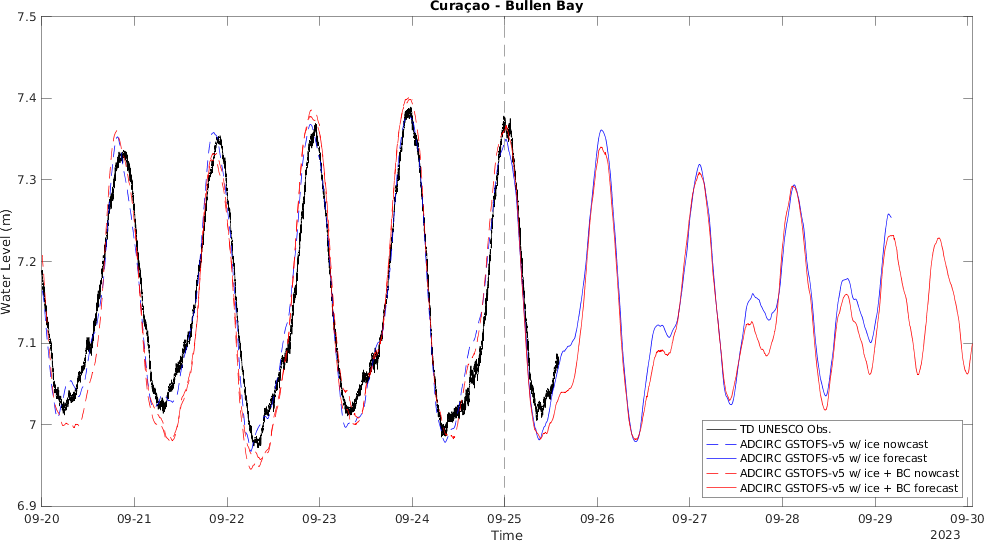 Curaçao - Bullen Bay
7.5
7.4
7.3
7.2
7.1
7
6.9
Water Level (m)
TD UNESCO Obs.
ADCIRC GSTOFS-v5 w/ ice nowcast
ADCIRC GSTOFS-v5 w/ ice forecast
ADCIRC GSTOFS-v5 w/ ice + BC nowcast
ADCIRC GSTOFS-v5 w/ ice + BC forecast
09-20 09-21 09-22 09-23 09-24 09-25 09-26 09-27 09-28 09-29 09-30
Time
2023